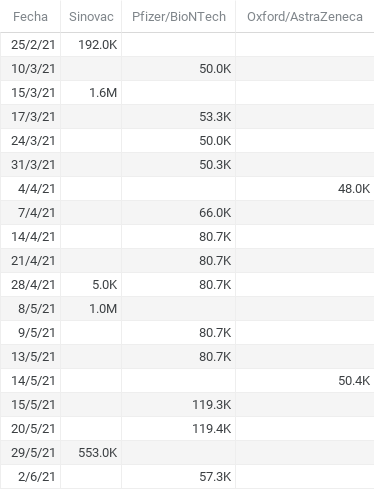 Fecha Sinovac Pfizer/BioNTech Oxford/AstraZeneca
25/2/21 192.0K
10/3/21 50.0K
15/3/21 1.6M
17/3/21 53.3K
24/3/21 50.0K
31/3/21 50.3K
4/4/21 48.0K
7/4/21 66.0K
14/4/21 80.7K
21/4/21 80.7K
28/4/21 5.0K 80.7K
8/5/21 1.0M
9/5/21 80.7K
13/5/21 80.7K
14/5/21 50.4K
15/5/21 119.3K
20/5/21 119.4K
29/5/21 553.0K
2/6/21 57.3K